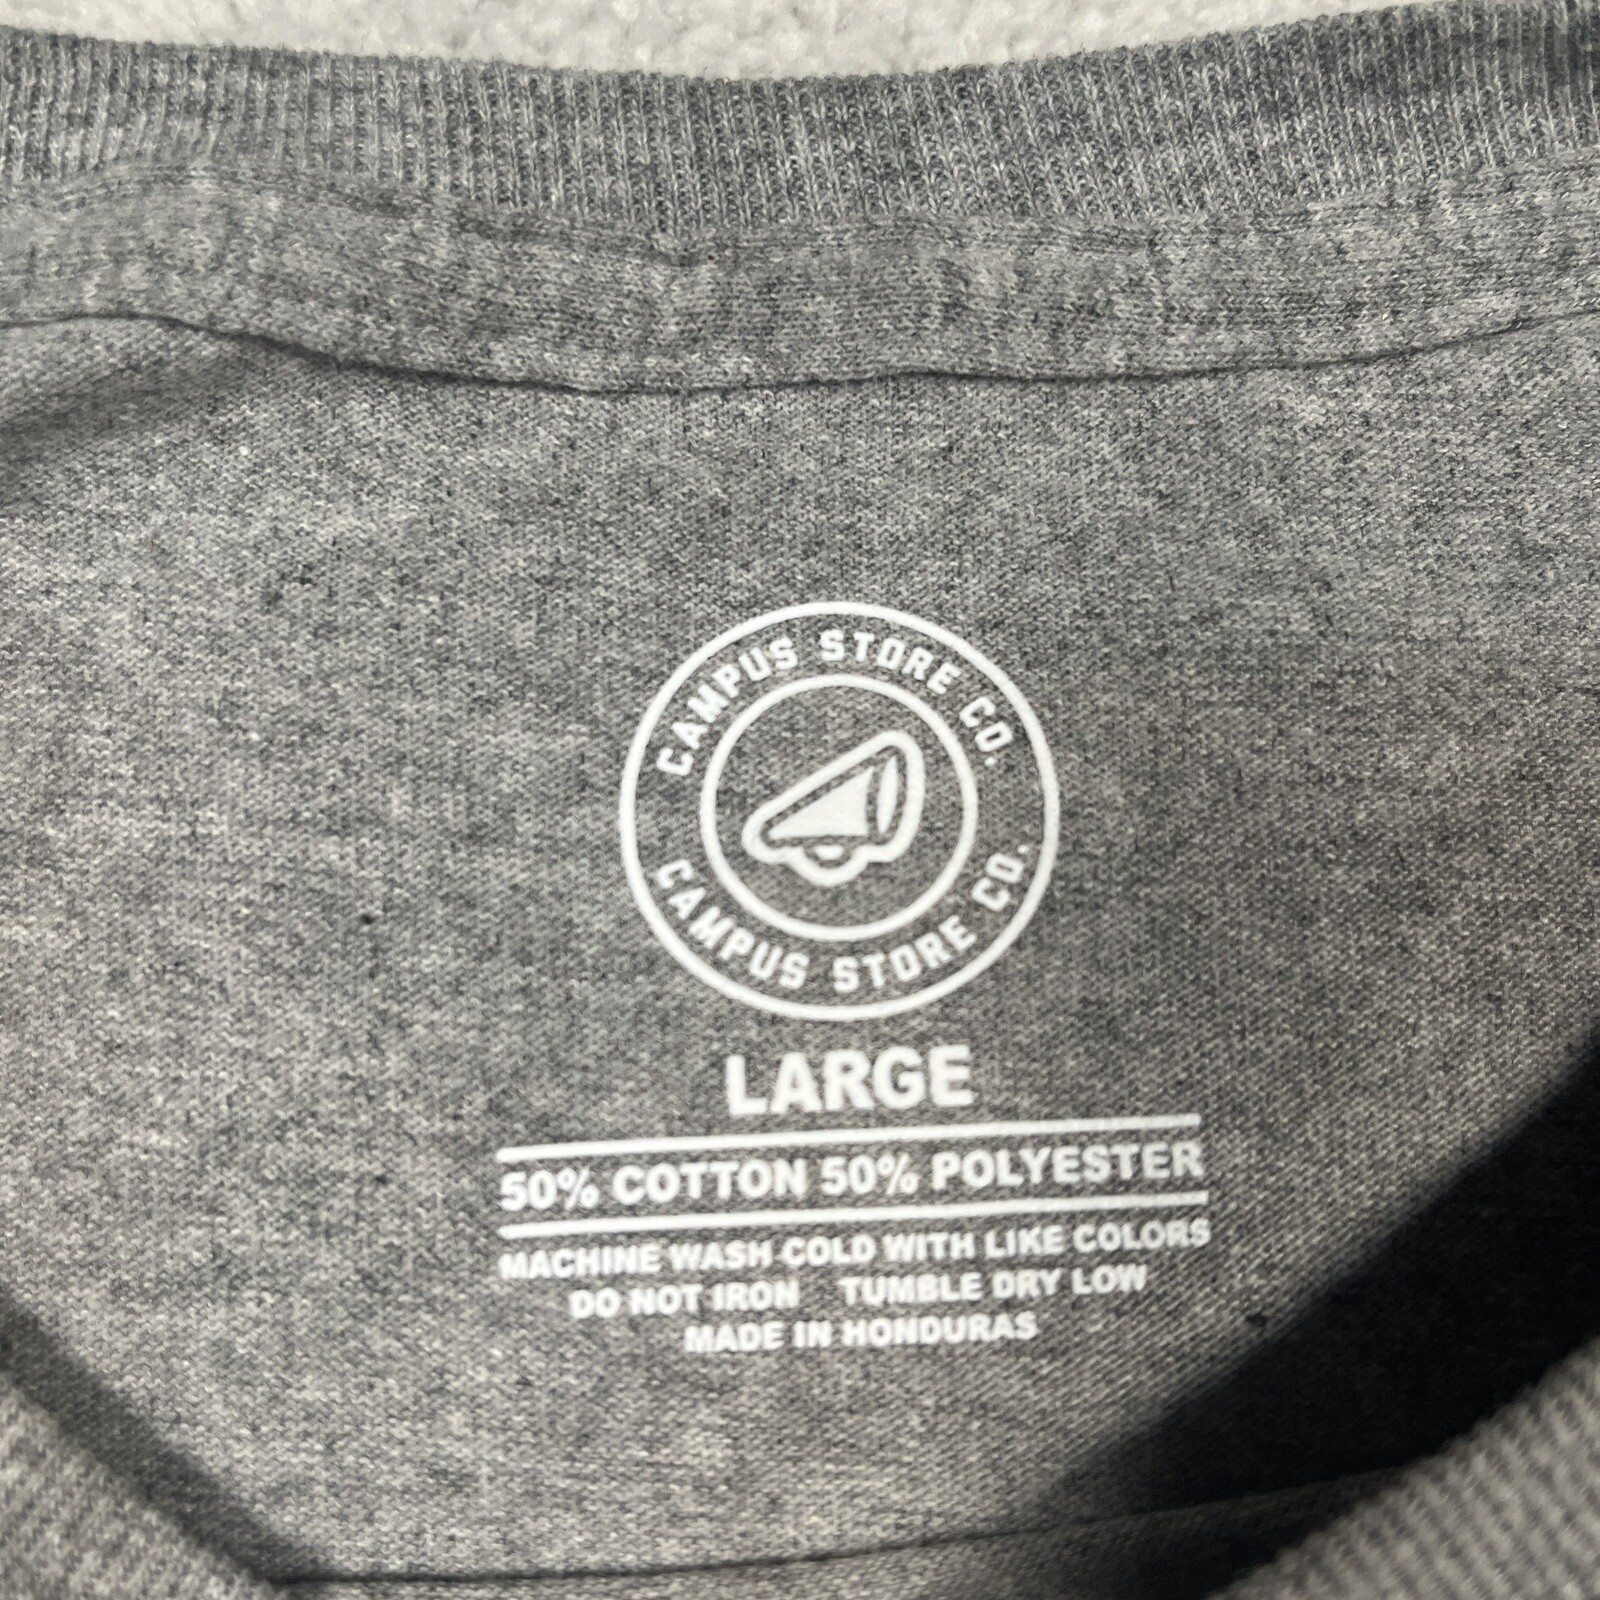 CAMPUS STORE CO.
CAMPUS STORE CO.
LARGE
50% COTTON 50% POLYESTER
MACHINE WASH COLD WITH LIKE COLORS
DO NOT IRON TUMBLE DRY LOW
MADE IN HONDURAS